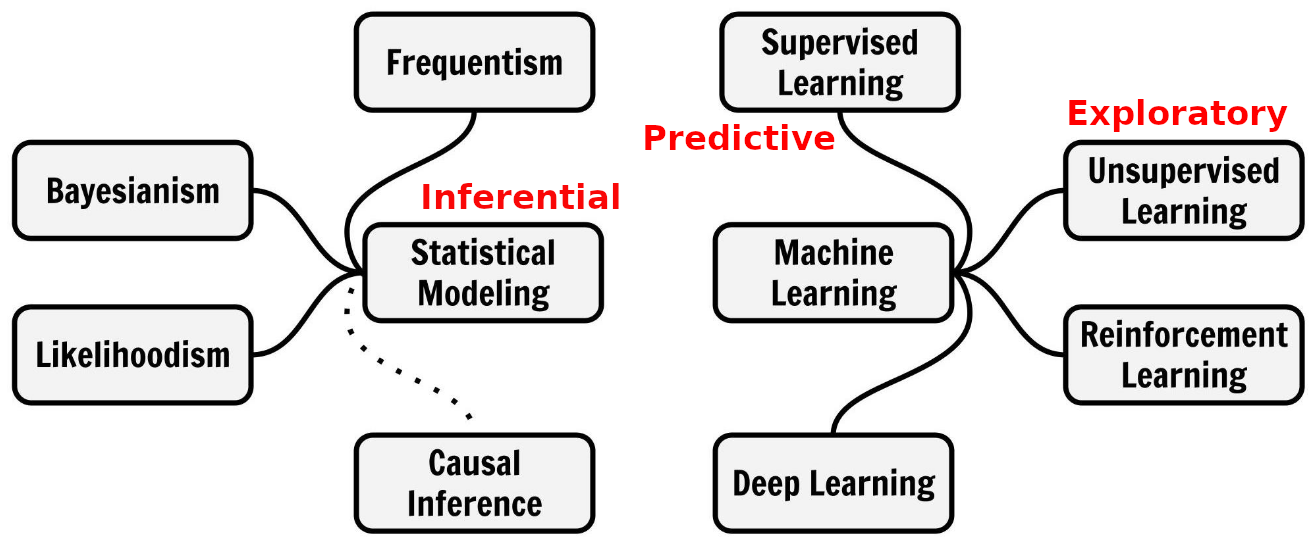 Frequentism
Supervised
Learning
Predictive
Exploratory
Bayesianism
Inferential
Unsupervised
Learning
Statistical
Modeling
Machine
Learning
Likelihoodism
Reinforcement
Learning
Causal
Inference
Deep Learning